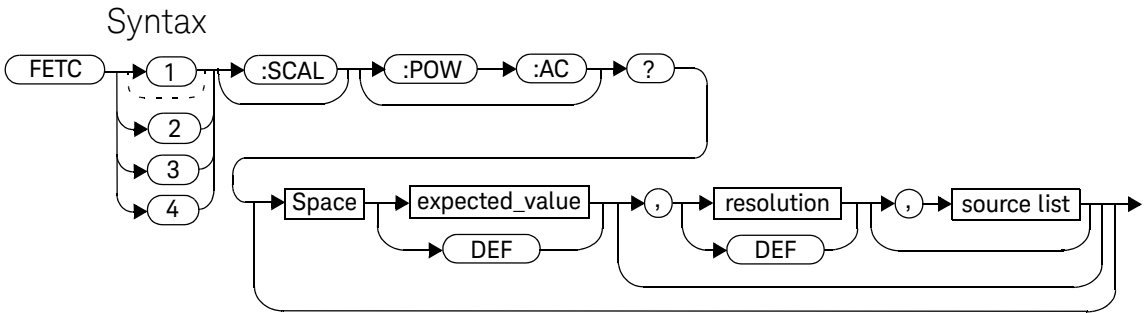 Syntax
FETC 1 :SCAL :POW :AC ?
2
3
4
Space expected_value , resolution , source list
DEF DEF